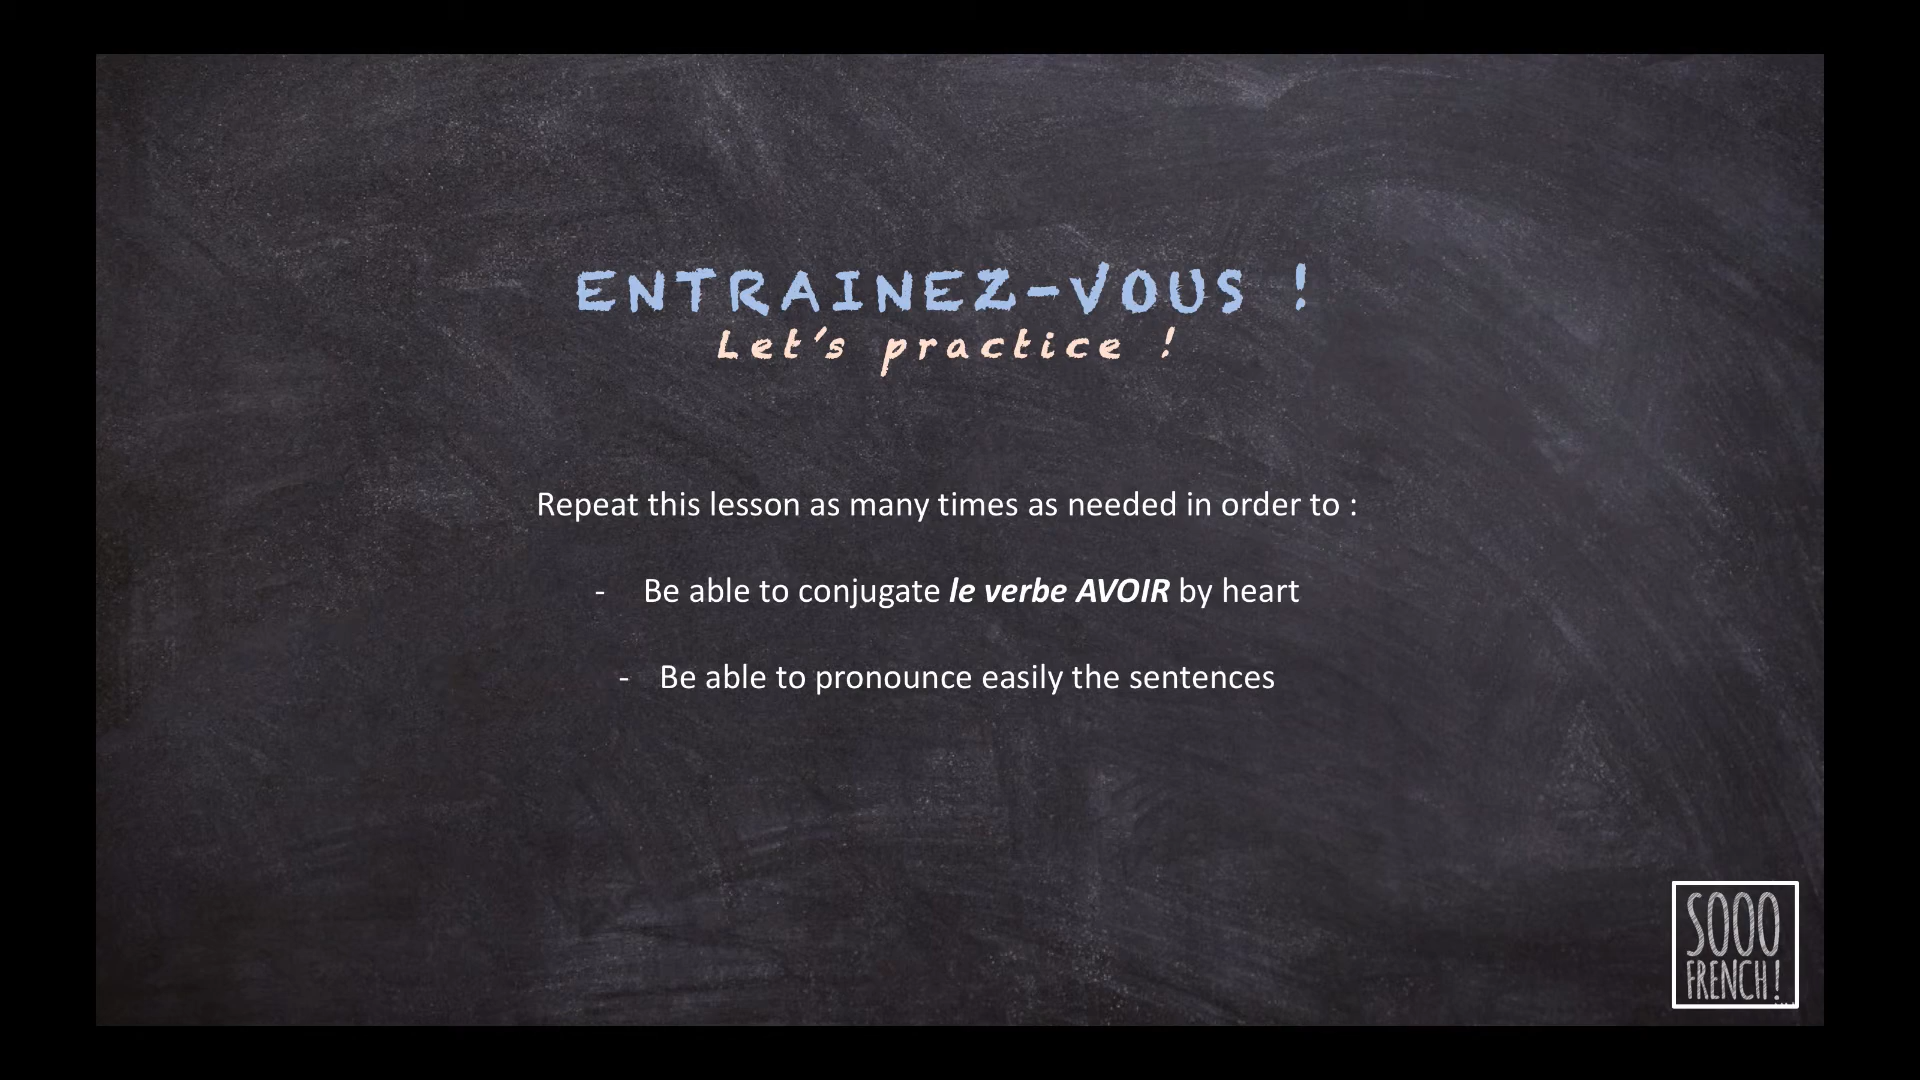 ENTRAINEZ-VOUS !
Let's practice !
Repeat this lesson as many times as needed in order to :
- Be able to conjugate le verbe AVOIR by heart
- Be able to pronounce easily the sentences
SOOO
FRENCH!